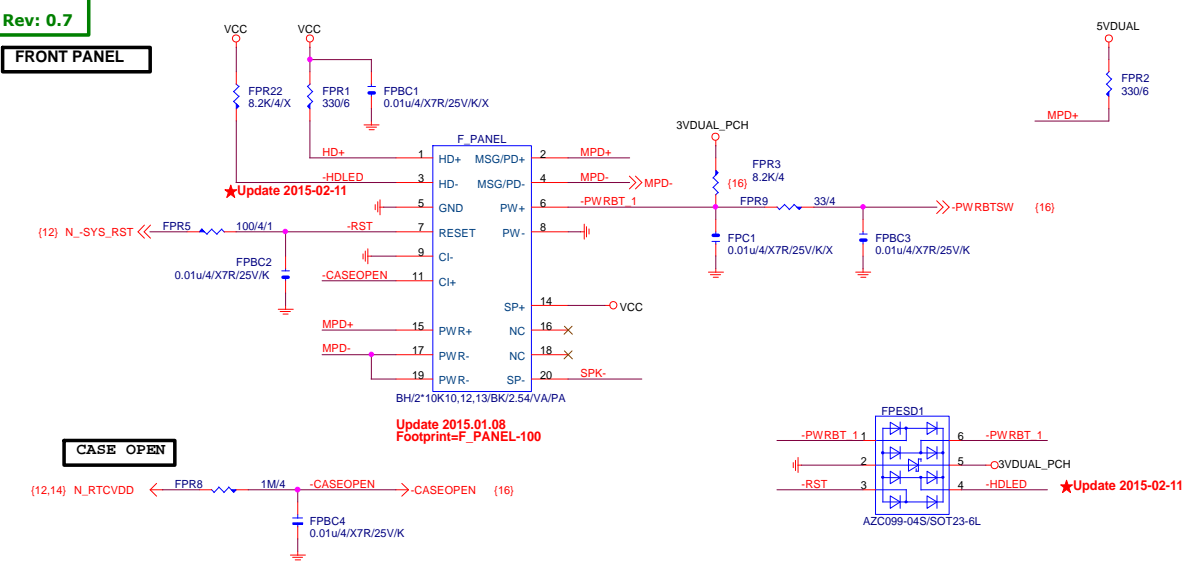 Rev: 0.7
FRONT PANEL
VCC
VCC
5VDUAL
FPR22
8.2K/4/X
FPR1
330/6
FPBC1
0.01u/4/X7R/25V/K/X
FPR2
330/6
MPD+
3VDUAL_PCH
F_PANEL
HD+
1
HD+
MSG/PD+
2
MPD+
FPR3
8.2K/4
-HDLED
3
HD-
MSG/PD-
4
MPD-
MPD-
{16}
★Update 2015-02-11
5
GND
PW+
6
-PWRBT_1
FPR9
33/4
-PWRBTSW
{16}
{12}
N_-SYS_RST
FPR5
100/4/1
-RST
7
RESET
PW-
8
FPC1
0.01u/4/X7R/25V/K/X
FPBC3
0.01u/4/X7R/25V/K
FPBC2
0.01u/4/X7R/25V/K
9
CI-
-CASEOPEN
11
CI+
SP+
14
VCC
MPD+
15
PWR+
NC
16
MPD-
17
PWR-
NC
18
19
PWR-
SP-
20
SPK-
BH/2*10K10,12,13/BK/2.54/VA/PA
Update 2015.01.08
Footprint=F_PANEL-100
FPESD1
-PWRBT_1
1
6
-PWRBT_1
2
5
3VDUAL_PCH
-RST
3
4
-HDLED
★Update 2015-02-11
AZC099-04S/SOT23-6L
CASE OPEN
{12,14}
N_RTCVDD
FPR8
1M/4
-CASEOPEN
-CASEOPEN
{16}
FPBC4
0.01u/4/X7R/25V/K